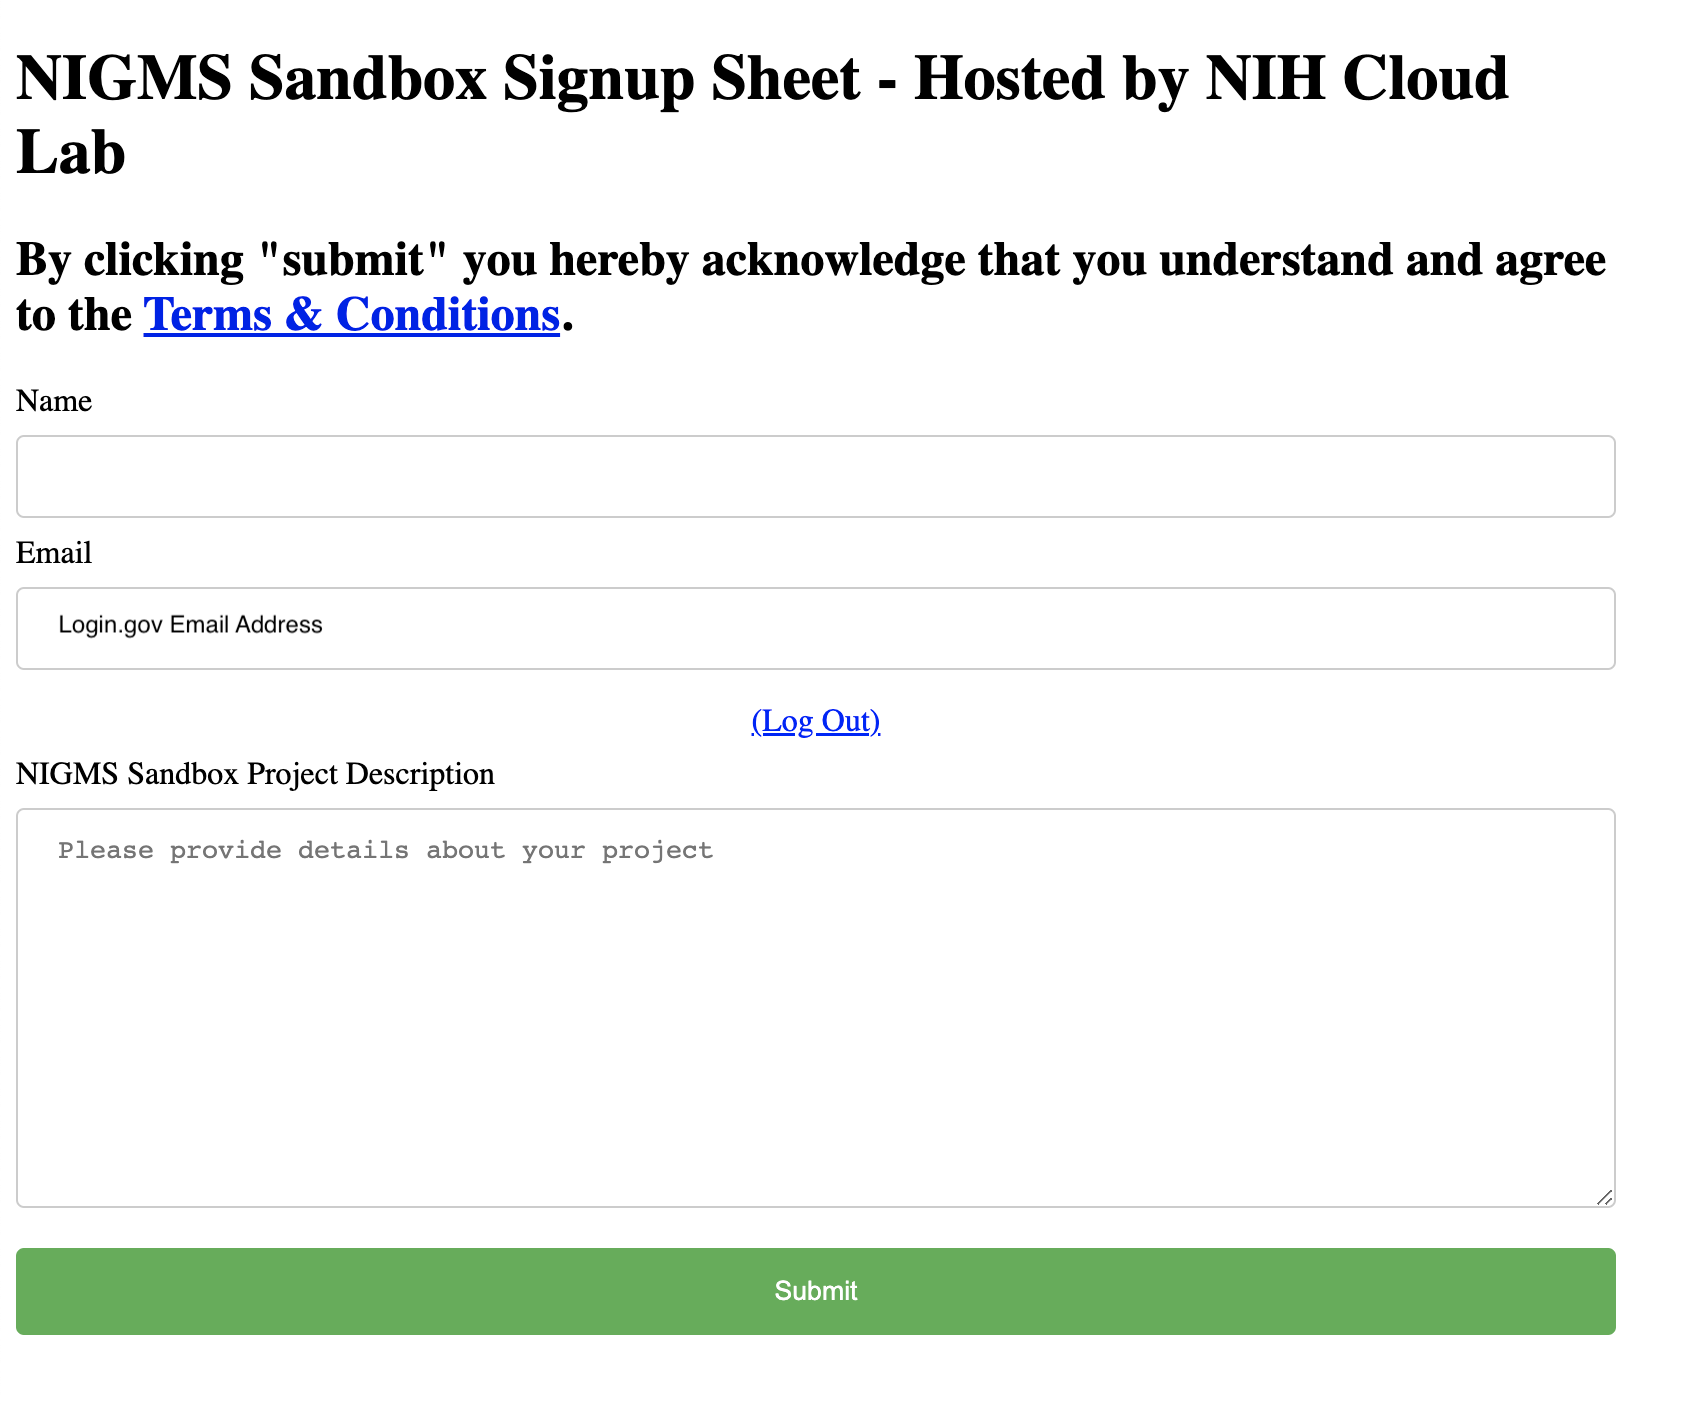 NIGMS Sandbox Signup Sheet - Hosted by NIH Cloud
Lab
By clicking "submit" you hereby acknowledge that you understand and agree
to the Terms & Conditions.
Name
Email
Login.gov Email Address
(Log Out)
NIGMS Sandbox Project Description
Please provide details about your project
Submit